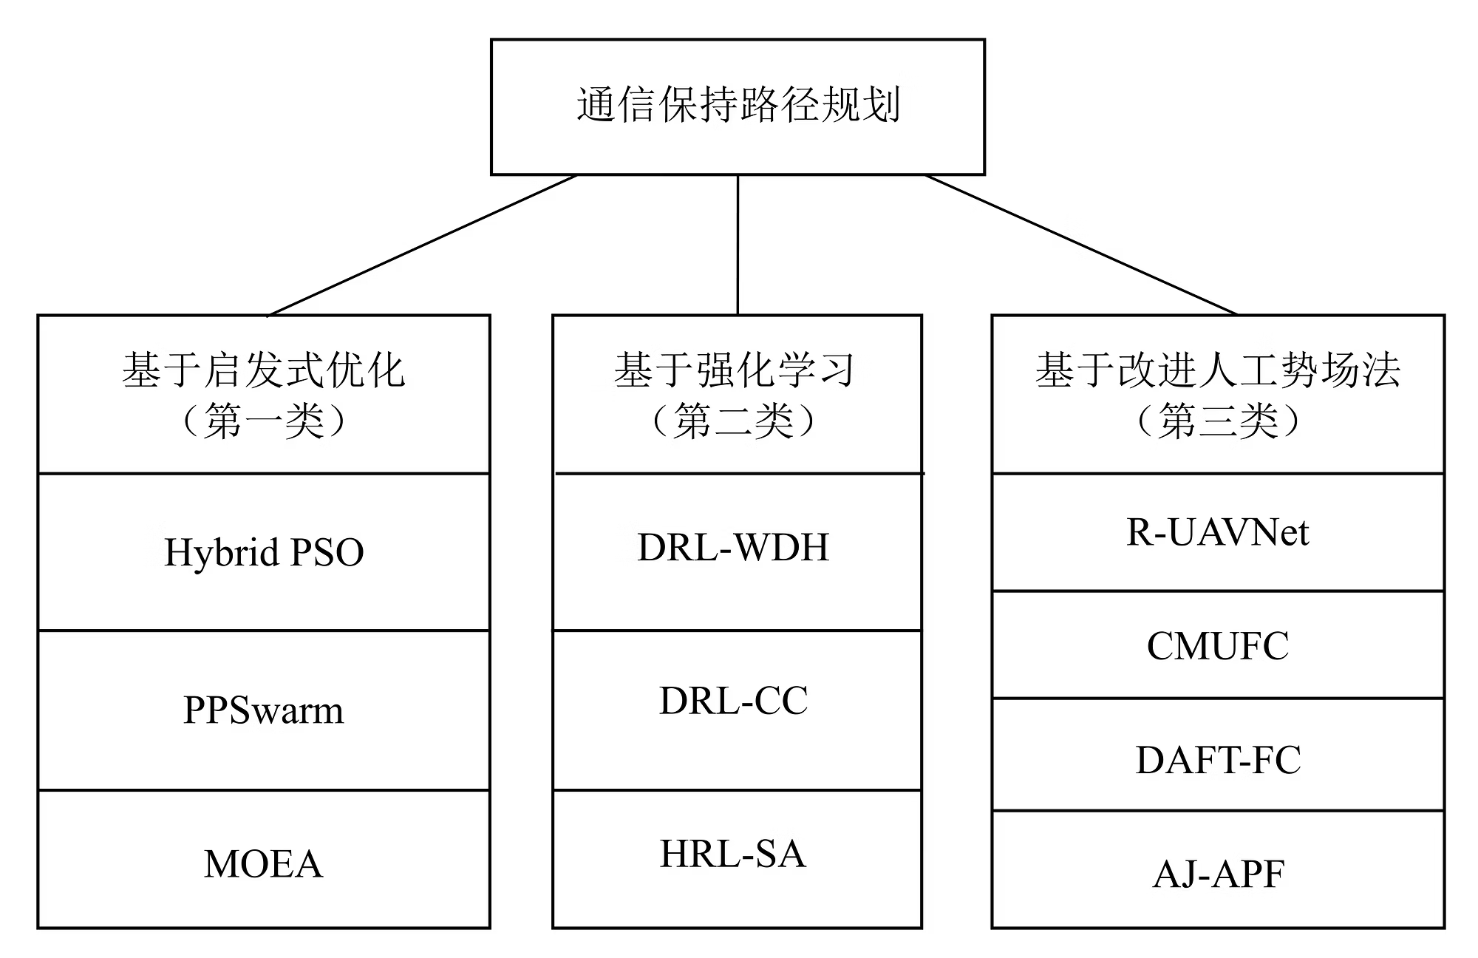 通信保持路径规划
基于启发式优化
（第一类）
Hybrid PSO
PPSwarm
MOEA
基于强化学习
（第二类）
DRL-WDH
DRL-CC
HRL-SA
基于改进人工势场法
（第三类）
R-UAVNet
CMUFC
DAFT-FC
AJ-APF